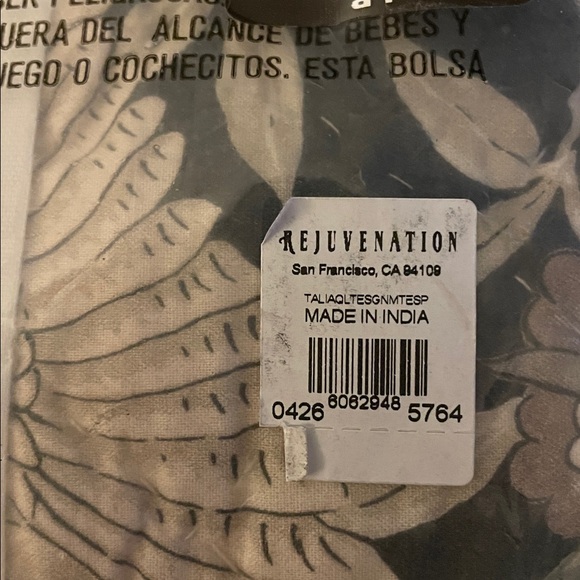 UERA DEL ALCANCE DE BEBES Y
UEGO O COCHECITOS. ESTA BOLSA
REJUVENATION
San Francisco, CA 94109
TALIAQLTESGNMTESP
MADE IN INDIA
0426 6062948 5764